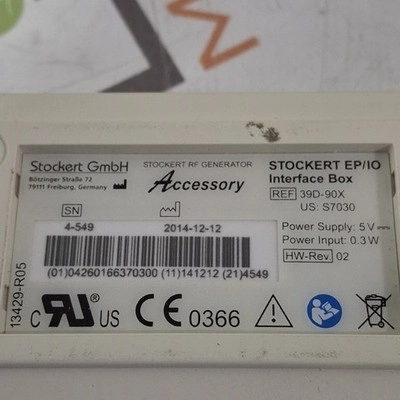 Stockert GmbH
Bötzinger Straße 72
79111 Freiburg, Germany
STOCKERT RF GENERATOR
Accessory
STOCKERT EP/IO
Interface Box
REF 39D-90X
US: S7030
SN
4-549
2014-12-12
Power Supply: 5 V
Power Input: 0.3 W
HW-Rev. 02
(01)04260166370300 (11)141212 (21)4549
13429-R05
C RU US
CE 0366